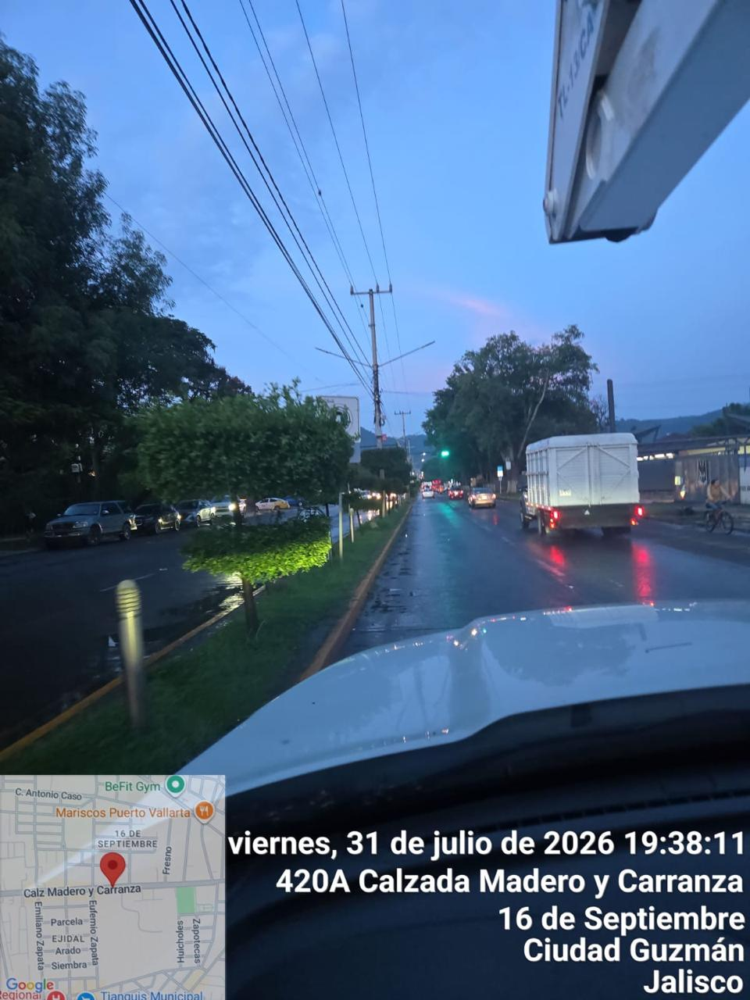 TL-13CA
BeFit Gym
C. Antonio Caso
Mariscos Puerto Vallarta
16 DE
SEPTIEMBRE
Fresno
Calz Madero y Carranza
Emiliano Zapata
Eufemio Zapata
Parcela
EJIDAL
Arado
Siembra
Huicholes
Zapotecas
Google
Regional
H
Tianguis Municipal
viernes, 31 de julio de 2026 19:38:11
420A Calzada Madero y Carranza
16 de Septiembre
Ciudad Guzmán
Jalisco